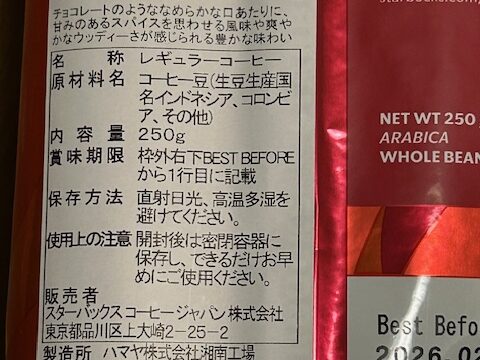 チョコレートのようななめらかな口あたりに、
甘みのあるスパイスを思わせる風味や爽や
かなウッディーさが感じられる豊かな味わい
名称 レギュラーコーヒー
原材料名 コーヒー豆(生豆生産国
名インドネシア、コロンビ
ア、その他)
内容量 250g
賞味期限 枠外右下BEST BEFORE
から1行目に記載
保存方法 直射日光、高温多湿を
避けてください。
使用上の注意 開封後は密閉容器に
保存し、できるだけお早
めにご使用ください。
販売者
スターバックス コーヒー ジャパン 株式会社
東京都品川区上大崎2-25-2
製造所 ハマヤ株式会社湘南工場
NET WT 250
ARABICA
WHOLE BEAN
Best Befo